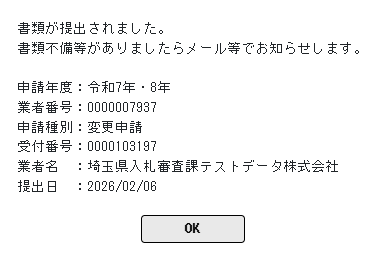 書類が提出されました。
書類不備等がありましたらメール等でお知らせします。
申請年度：令和7年・8年
業者番号：0000007937
申請種別：変更申請
受付番号：0000103197
業者名　：埼玉県入札審査課テストデータ株式会社
提出日　：2026/02/06
OK